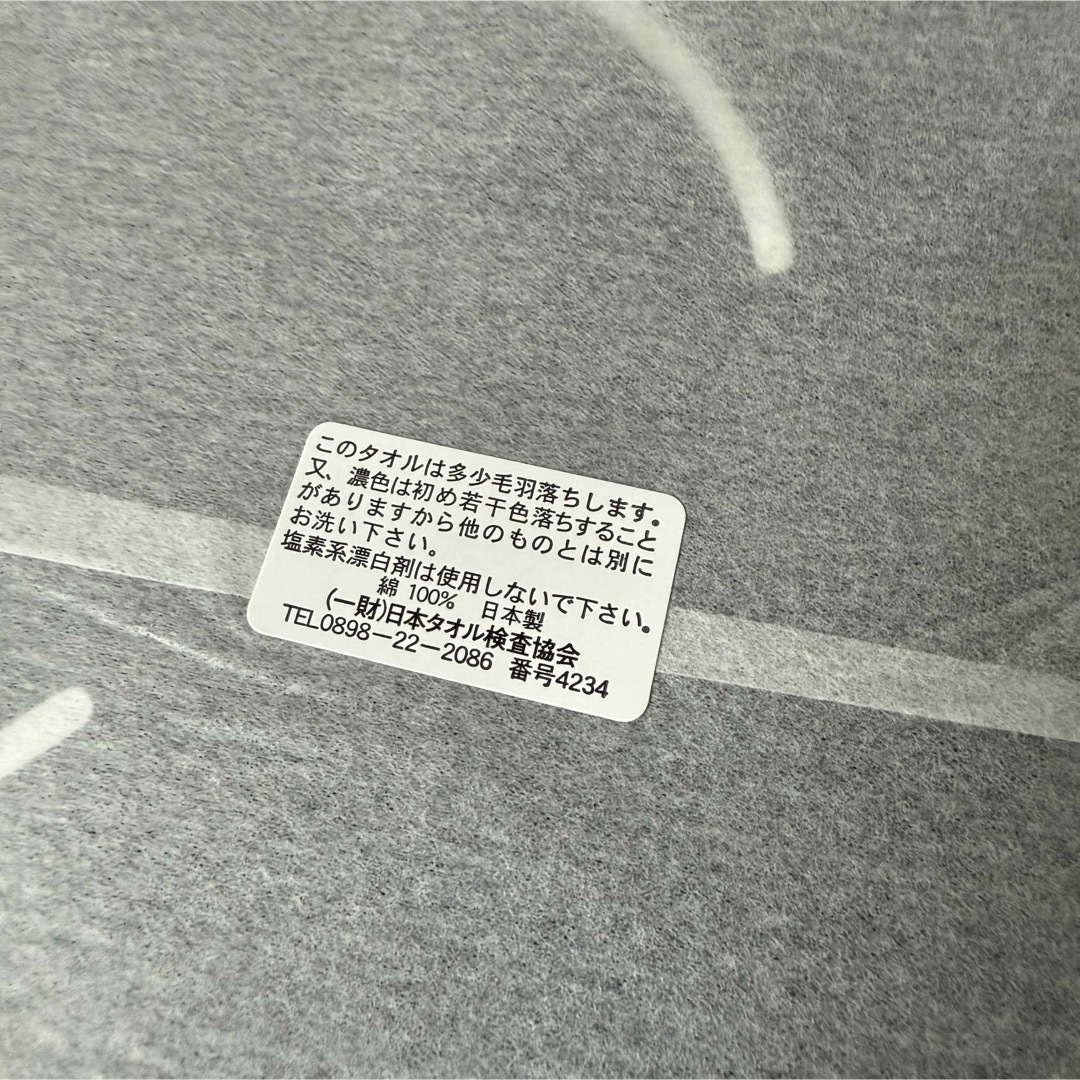 このタオルは多少毛羽落ちします。
又、濃色は初め若干色落ちすること
がありますから他のものとは別に
お洗い下さい。
塩素系漂白剤は使用しないで下さい。
綿 100% 日本製
(一財)日本タオル検査協会
TEL0898-22-2086 番号4234